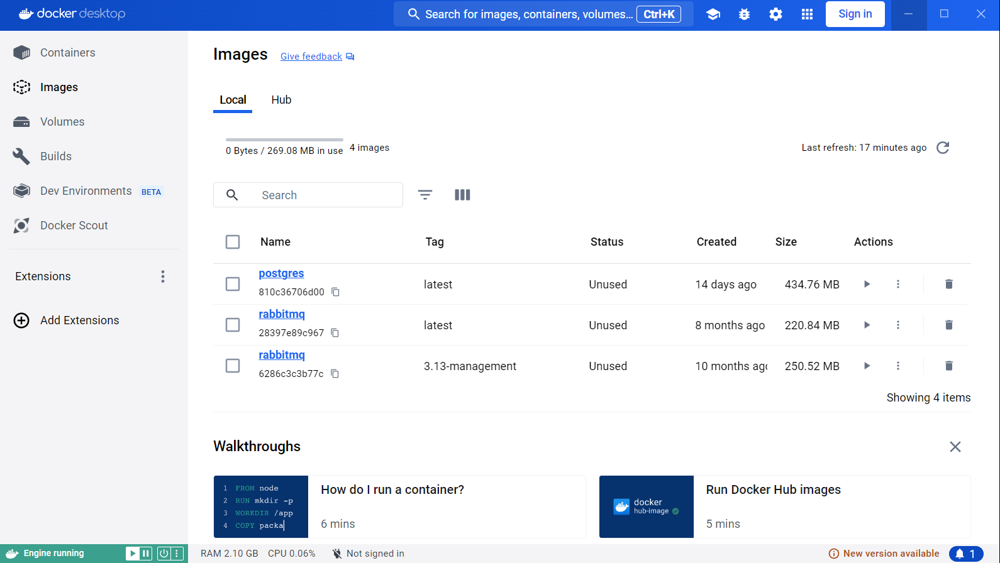 docker desktop
Search for images, containers, volumes... Ctrl+K
Sign in
Containers
Images
Volumes
Builds
Dev Environments BETA
Docker Scout
Extensions
Add Extensions
Images Give feedback
Local Hub
0 Bytes / 269.08 MB in use 4 images
Last refresh: 17 minutes ago
Search
Name Tag Status Created Size Actions
postgres
810c36706d00 latest Unused 14 days ago 434.76 MB
rabbitmq
28397e89c967 latest Unused 8 months ago 220.84 MB
rabbitmq
6286c3c3b77c 3.13-management Unused 10 months ago 250.52 MB
Showing 4 items
Walkthroughs
1 FROM node
2 RUN mkdir -p
3 WORKDIR /app
4 COPY packa
How do I run a container?
6 mins
docker
hub-image
Run Docker Hub images
5 mins
Engine running
RAM 2.10 GB CPU 0.06% Not signed in
New version available 1